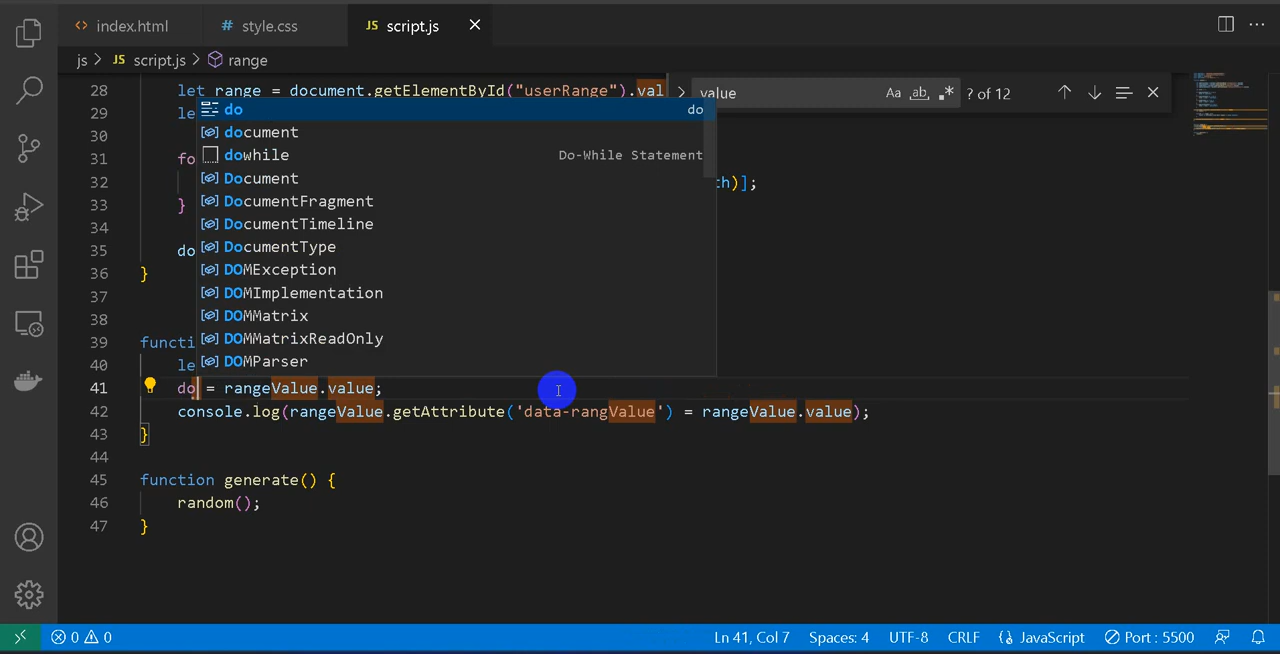 index.html
# style.css
JS script.js
js > JS script.js > range
value
Aa ab .* ? of 12
28 let range = document.getElementById("userRange").val
29 le
30
31 fo
32 th)];
33 }
34
35 do
36 }
37
38
39 functi
40 le
41 do = rangeValue.value;
42 console.log(rangeValue.getAttribute('data-rangValue') = rangeValue.value);
43 }
44
45 function generate() {
46 random();
47 }
do do
document
dowhile Do-While Statement
Document
DocumentFragment
DocumentTimeline
DocumentType
DOMException
DOMImplementation
DOMMatrix
DOMMatrixReadOnly
DOMParser
0 0 Ln 41, Col 7 Spaces: 4 UTF-8 CRLF JavaScript Port : 5500